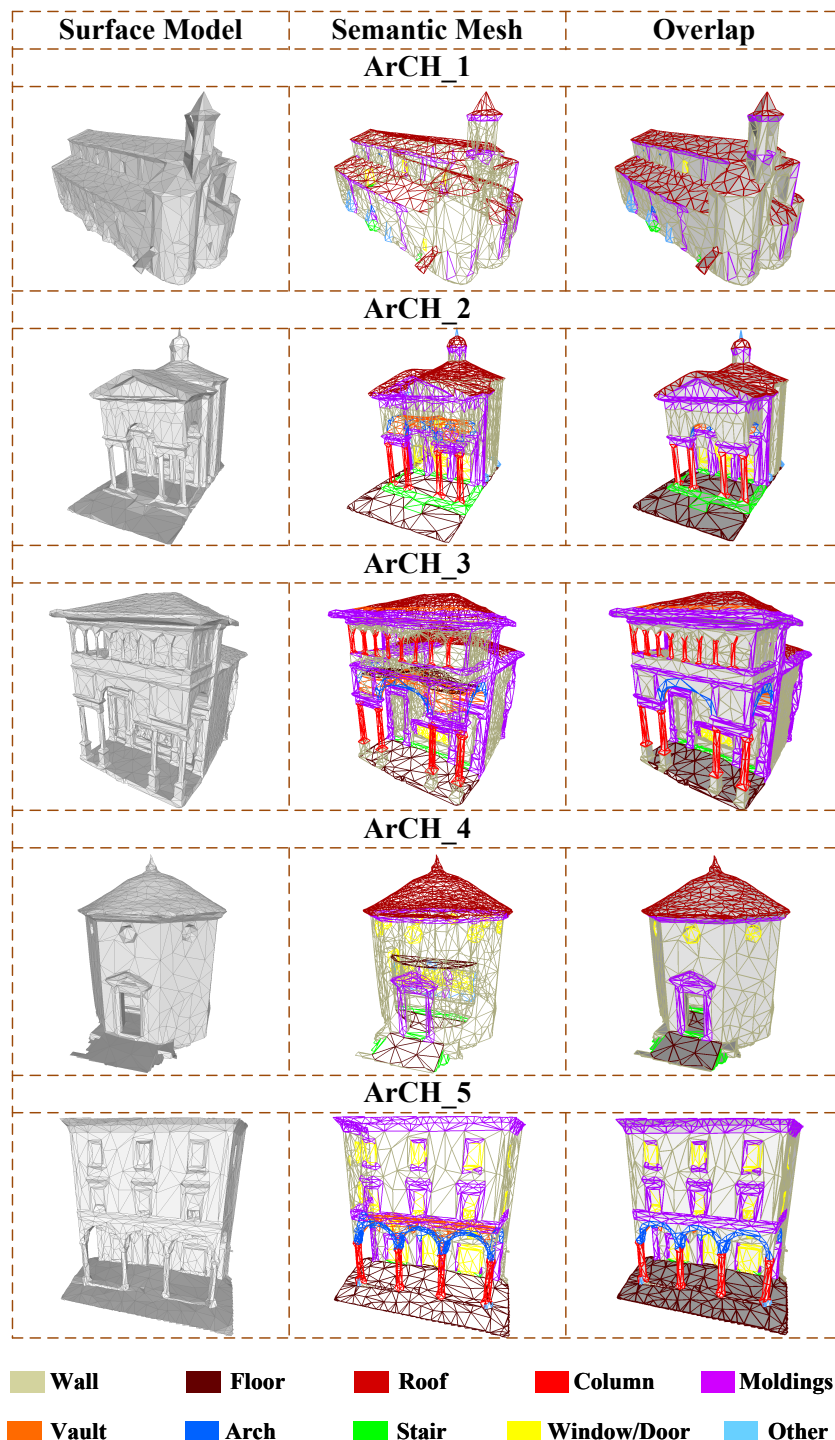 Surface Model Semantic Mesh Overlap
ArCH_1
ArCH_2
ArCH_3
ArCH_4
ArCH_5
Wall Floor Roof Column Moldings
Vault Arch Stair Window/Door Other